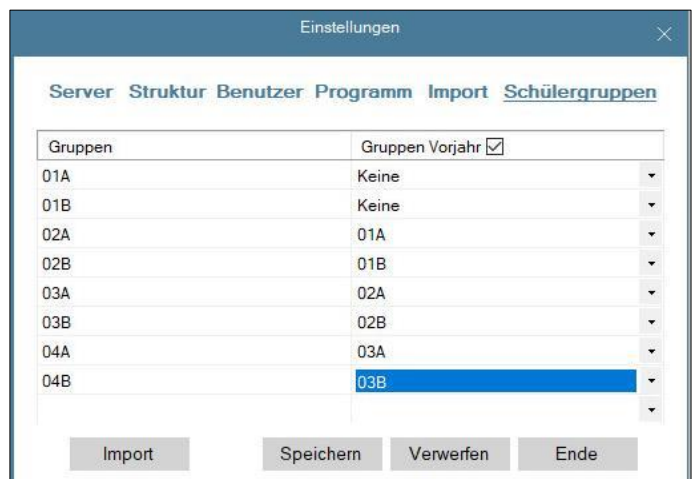 Einstellungen
Server Struktur Benutzer Programm Import Schülergruppen
Gruppen Gruppen Vorjahr
01A Keine
01B Keine
02A 01A
02B 01B
03A 02A
03B 02B
04A 03A
04B 03B
Import Speichern Verwerfen Ende